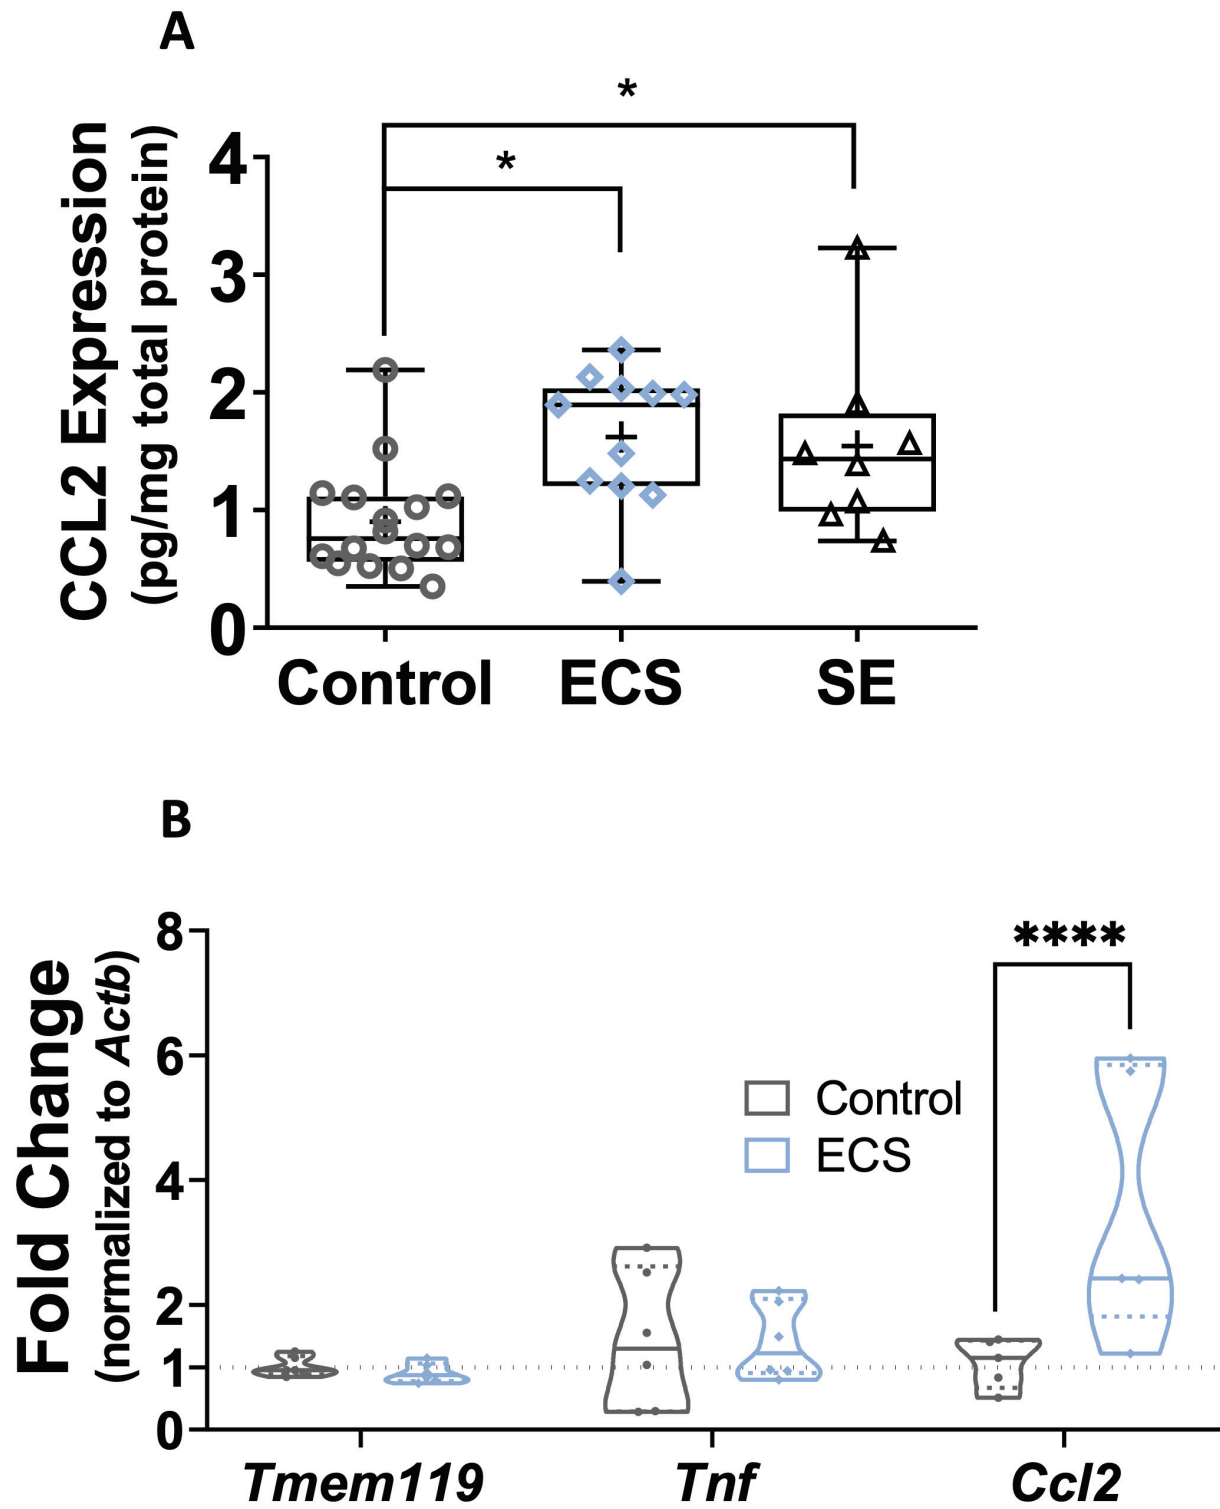 A
*
*
CCL2 Expression
(pg/mg total protein)
4
3
2
1
0
Control ECS SE
B
Fold Change
(normalized to Actb)
8
6
4
2
1
0
****
Control
ECS
Tmem119 Tnf Ccl2